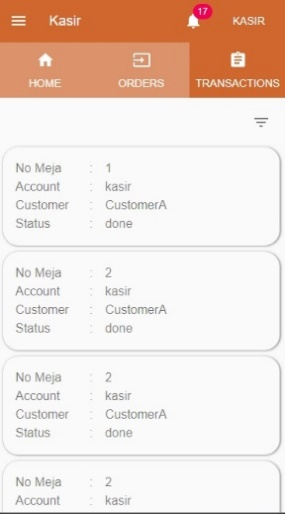 Kasir 17 KASIR
HOME ORDERS TRANSACTIONS
No Meja : 1
Account : kasir
Customer : CustomerA
Status : done
No Meja : 2
Account : kasir
Customer : CustomerA
Status : done
No Meja : 2
Account : kasir
Customer : CustomerA
Status : done
No Meja : 2
Account : kasir